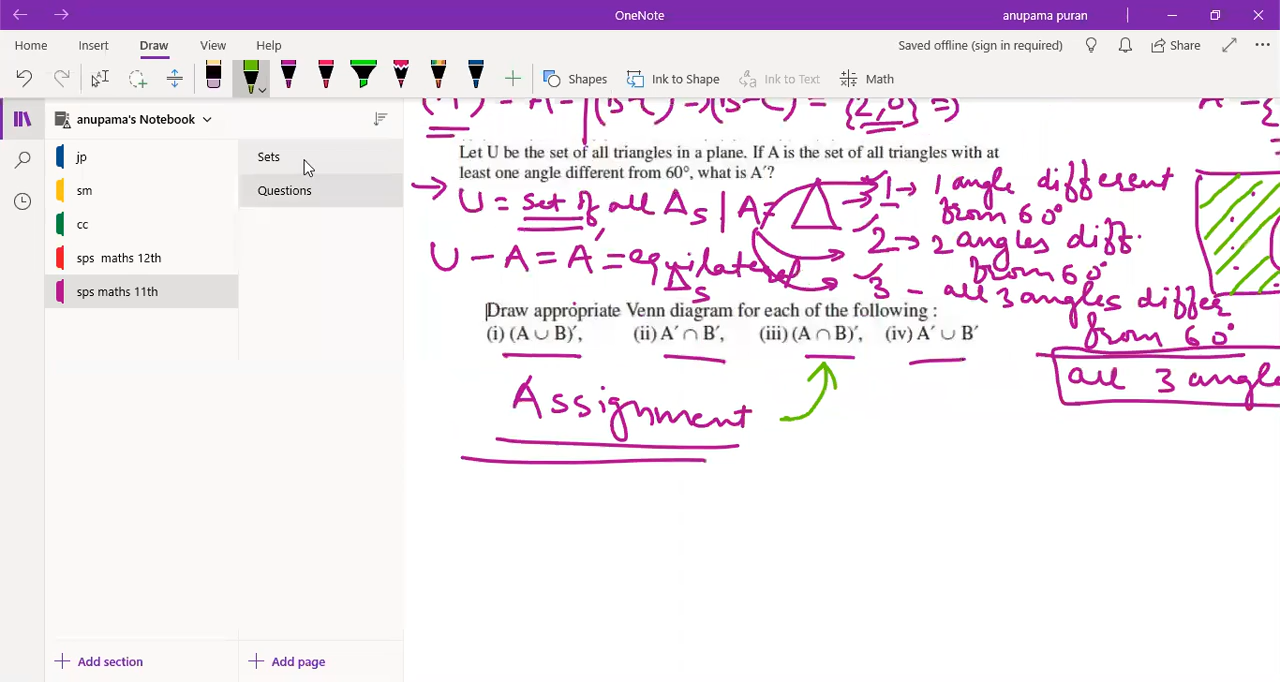 OneNote
anupama puran
Home Insert Draw View Help
Saved offline (sign in required) Share
Shapes Ink to Shape Ink to Text Math
anupama's Notebook
jp
sm
cc
sps maths 12th
sps maths 11th
Sets
Questions
Add section
Add page
Let U be the set of all triangles in a plane. If A is the set of all triangles with at
least one angle different from 60°, what is A′?
U = set of all Δs | A =
1 → 1 angle different
from 60°
U − A = A′ = equilateral
Δs
2 → 2 angles diff.
from 60°
3 – all 3 angles differe
from 60°
all 3 angle
Draw appropriate Venn diagram for each of the following :
(i) (A ∪ B)′, (ii) A′ ∩ B′, (iii) (A ∩ B)′, (iv) A′ ∪ B′
Assignment